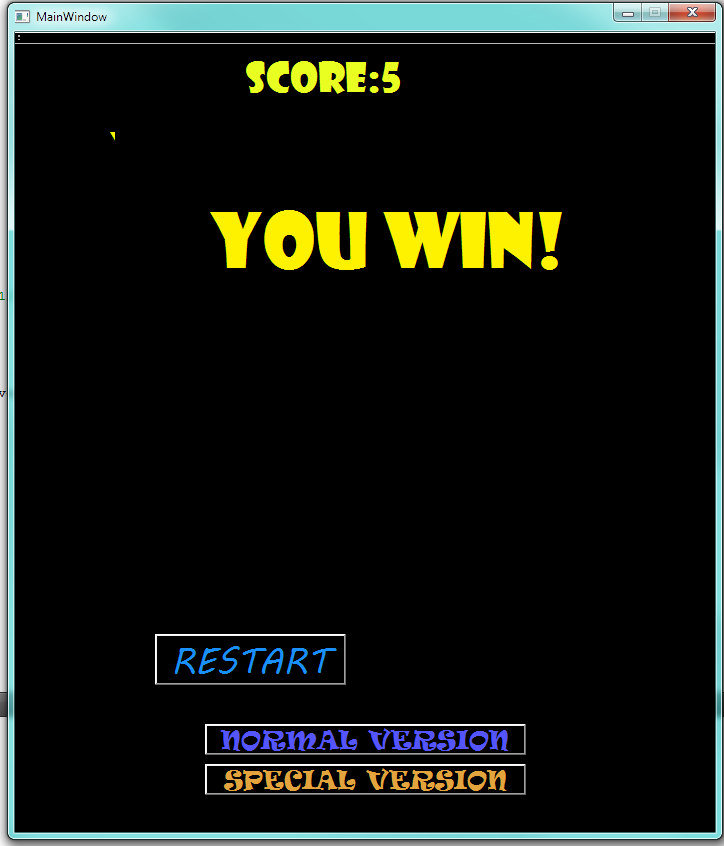 MainWindow
:
SCORE:5
YOU WIN!
RESTART
NORMAL VERSION
SPECIAL VERSION